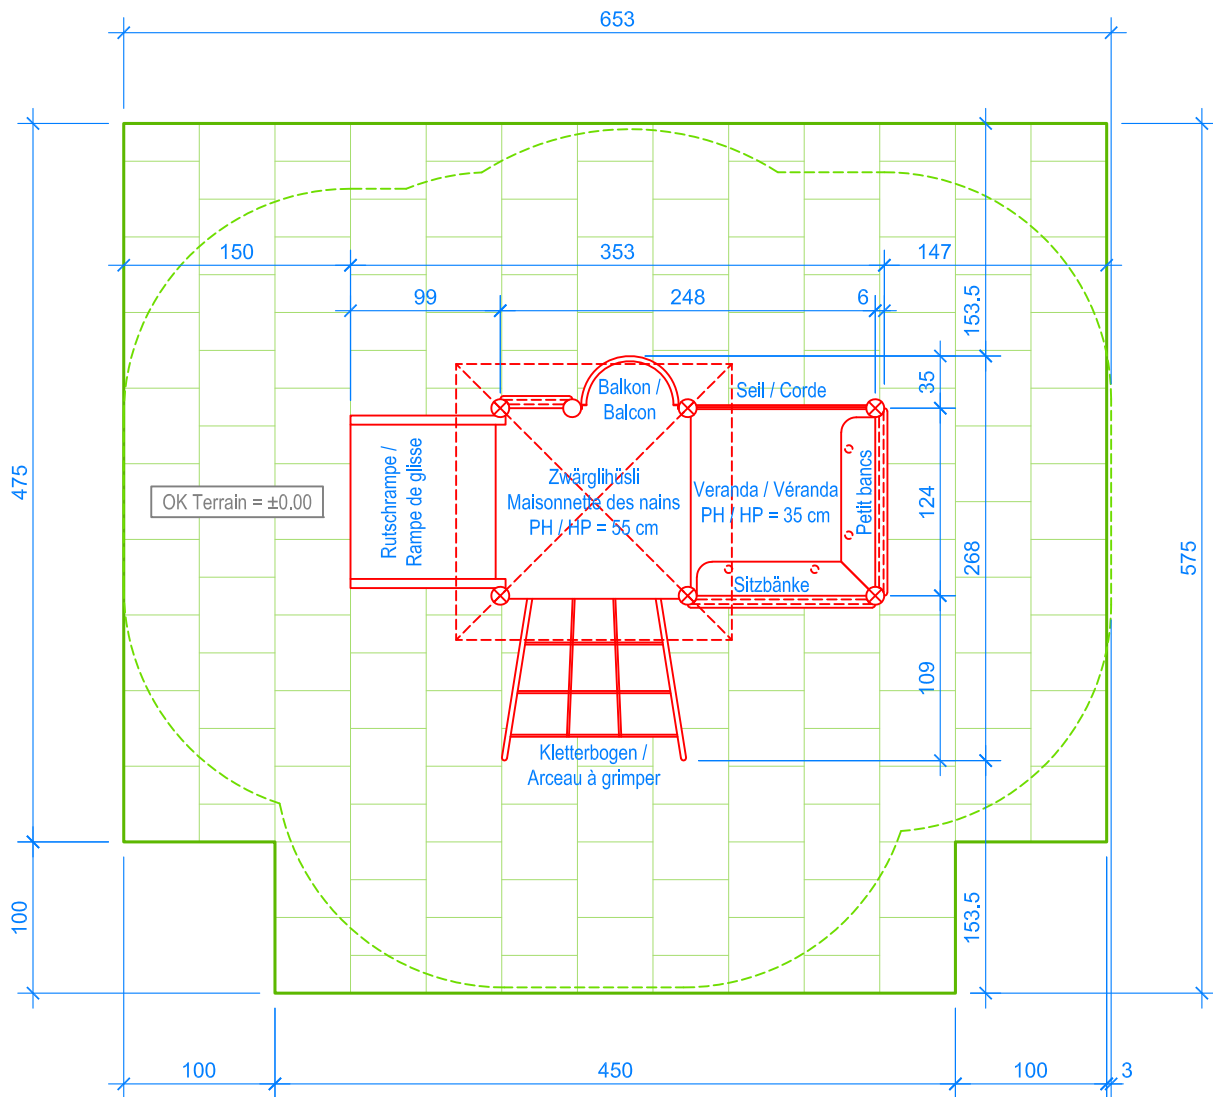 653
150
353
147
99
248
6
153.5
35
Balkon /
Balcon
Seil / Corde
475
OK Terrain = ±0.00
Rutschrampe /
Rampe de glisse
Zwärglihüsli
Maisonnette des nains
PH / HP = 55 cm
Veranda / Véranda
PH / HP = 35 cm
Petit bancs
Sitzbänke
124
268
575
109
Kletterbogen /
Arceau à grimper
100
153.5
100
450
100
3